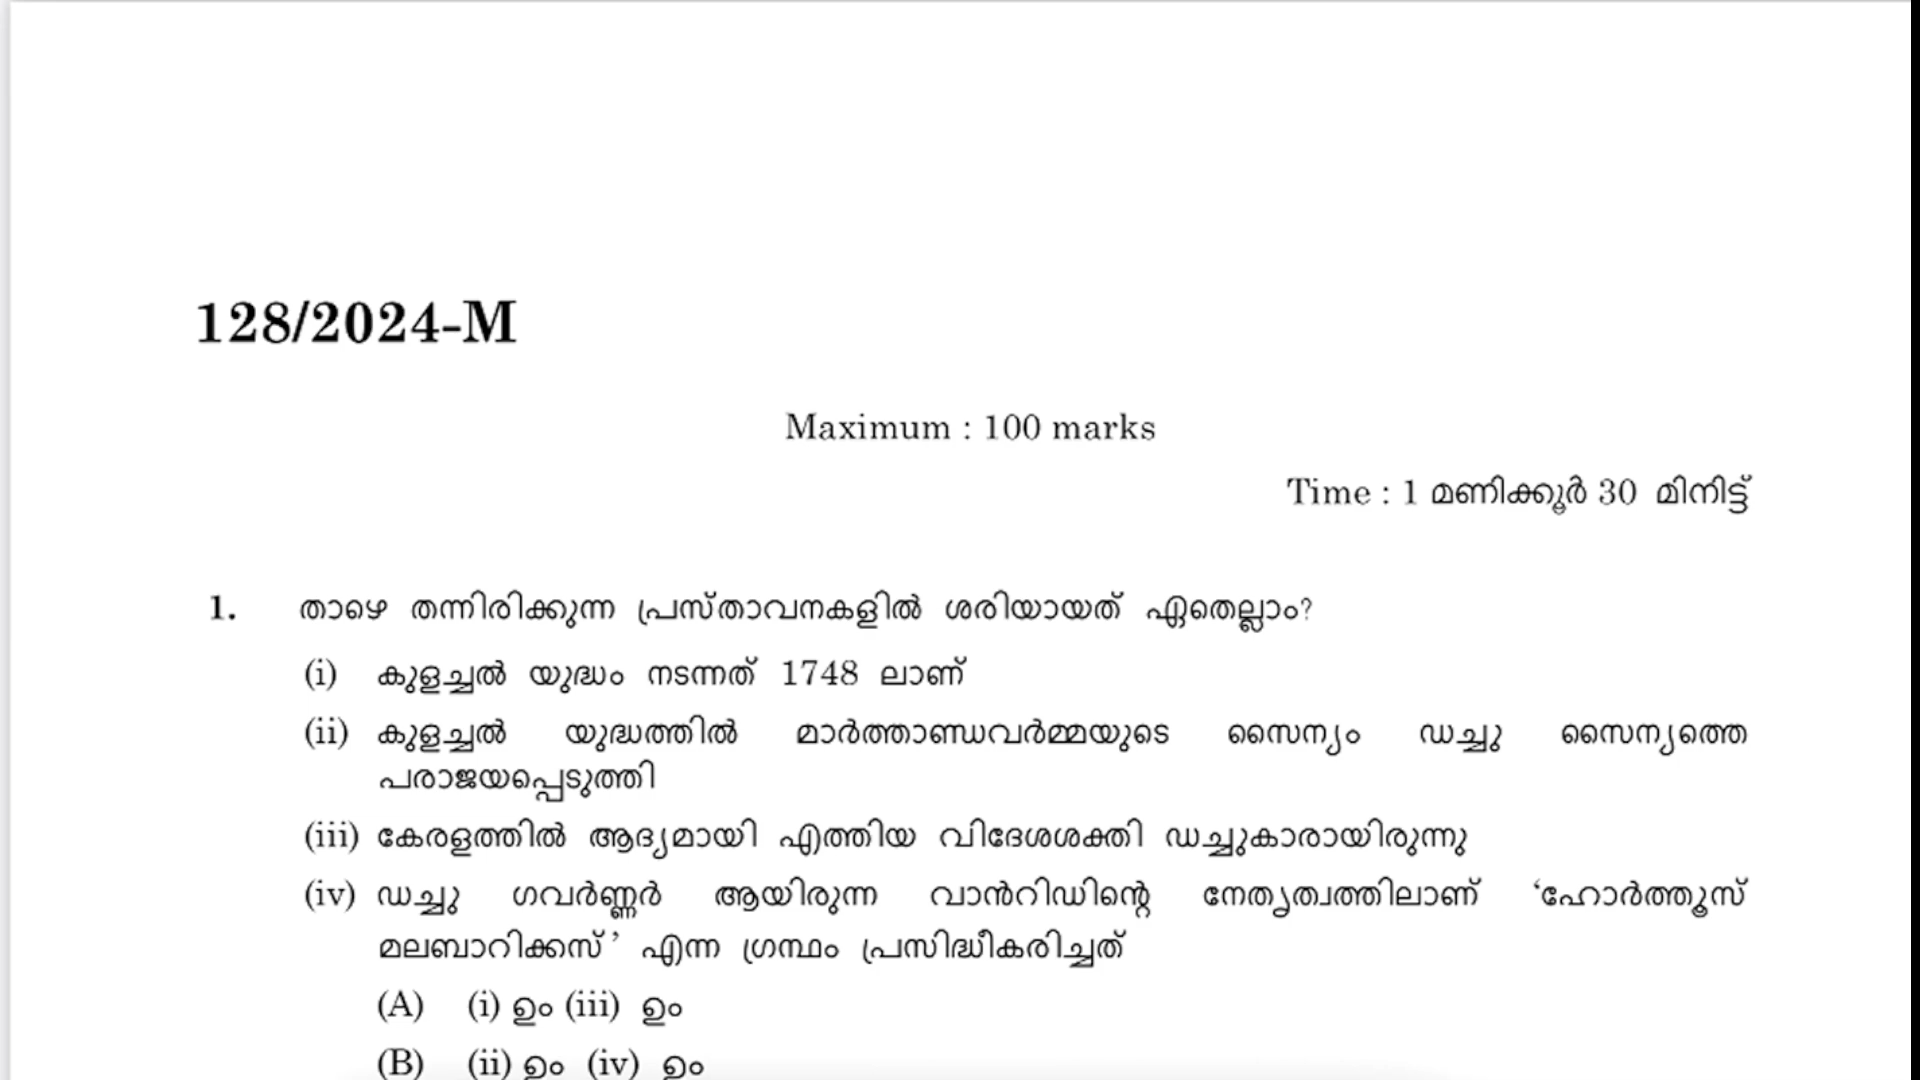 128/2024-M
Maximum : 100 marks
Time : 1 മണിക്കൂർ 30 മിനിട്ട്
1. താഴെ തന്നിരിക്കുന്ന പ്രസ്താവനകളിൽ ശരിയായത് ഏതെല്ലാം?
(i) കുളച്ചൽ യുദ്ധം നടന്നത് 1748 ലാണ്
(ii) കുളച്ചൽ യുദ്ധത്തിൽ മാർത്താണ്ഡവർമ്മയുടെ സൈന്യം ഡച്ചു സൈന്യത്തെ
പരാജയപ്പെടുത്തി
(iii) കേരളത്തിൽ ആദ്യമായി എത്തിയ വിദേശശക്തി ഡച്ചുകാരായിരുന്നു
(iv) ഡച്ചു ഗവർണ്ണർ ആയിരുന്ന വാൻറിഡിന്റെ നേതൃത്വത്തിലാണ് ‘ഹോർത്തൂസ്
മലബാറിക്കസ്’ എന്ന ഗ്രന്ഥം പ്രസിദ്ധീകരിച്ചത്
(A) (i) ഉം (iii) ഉം
(B) (ii) ഉം (iv) ഉം